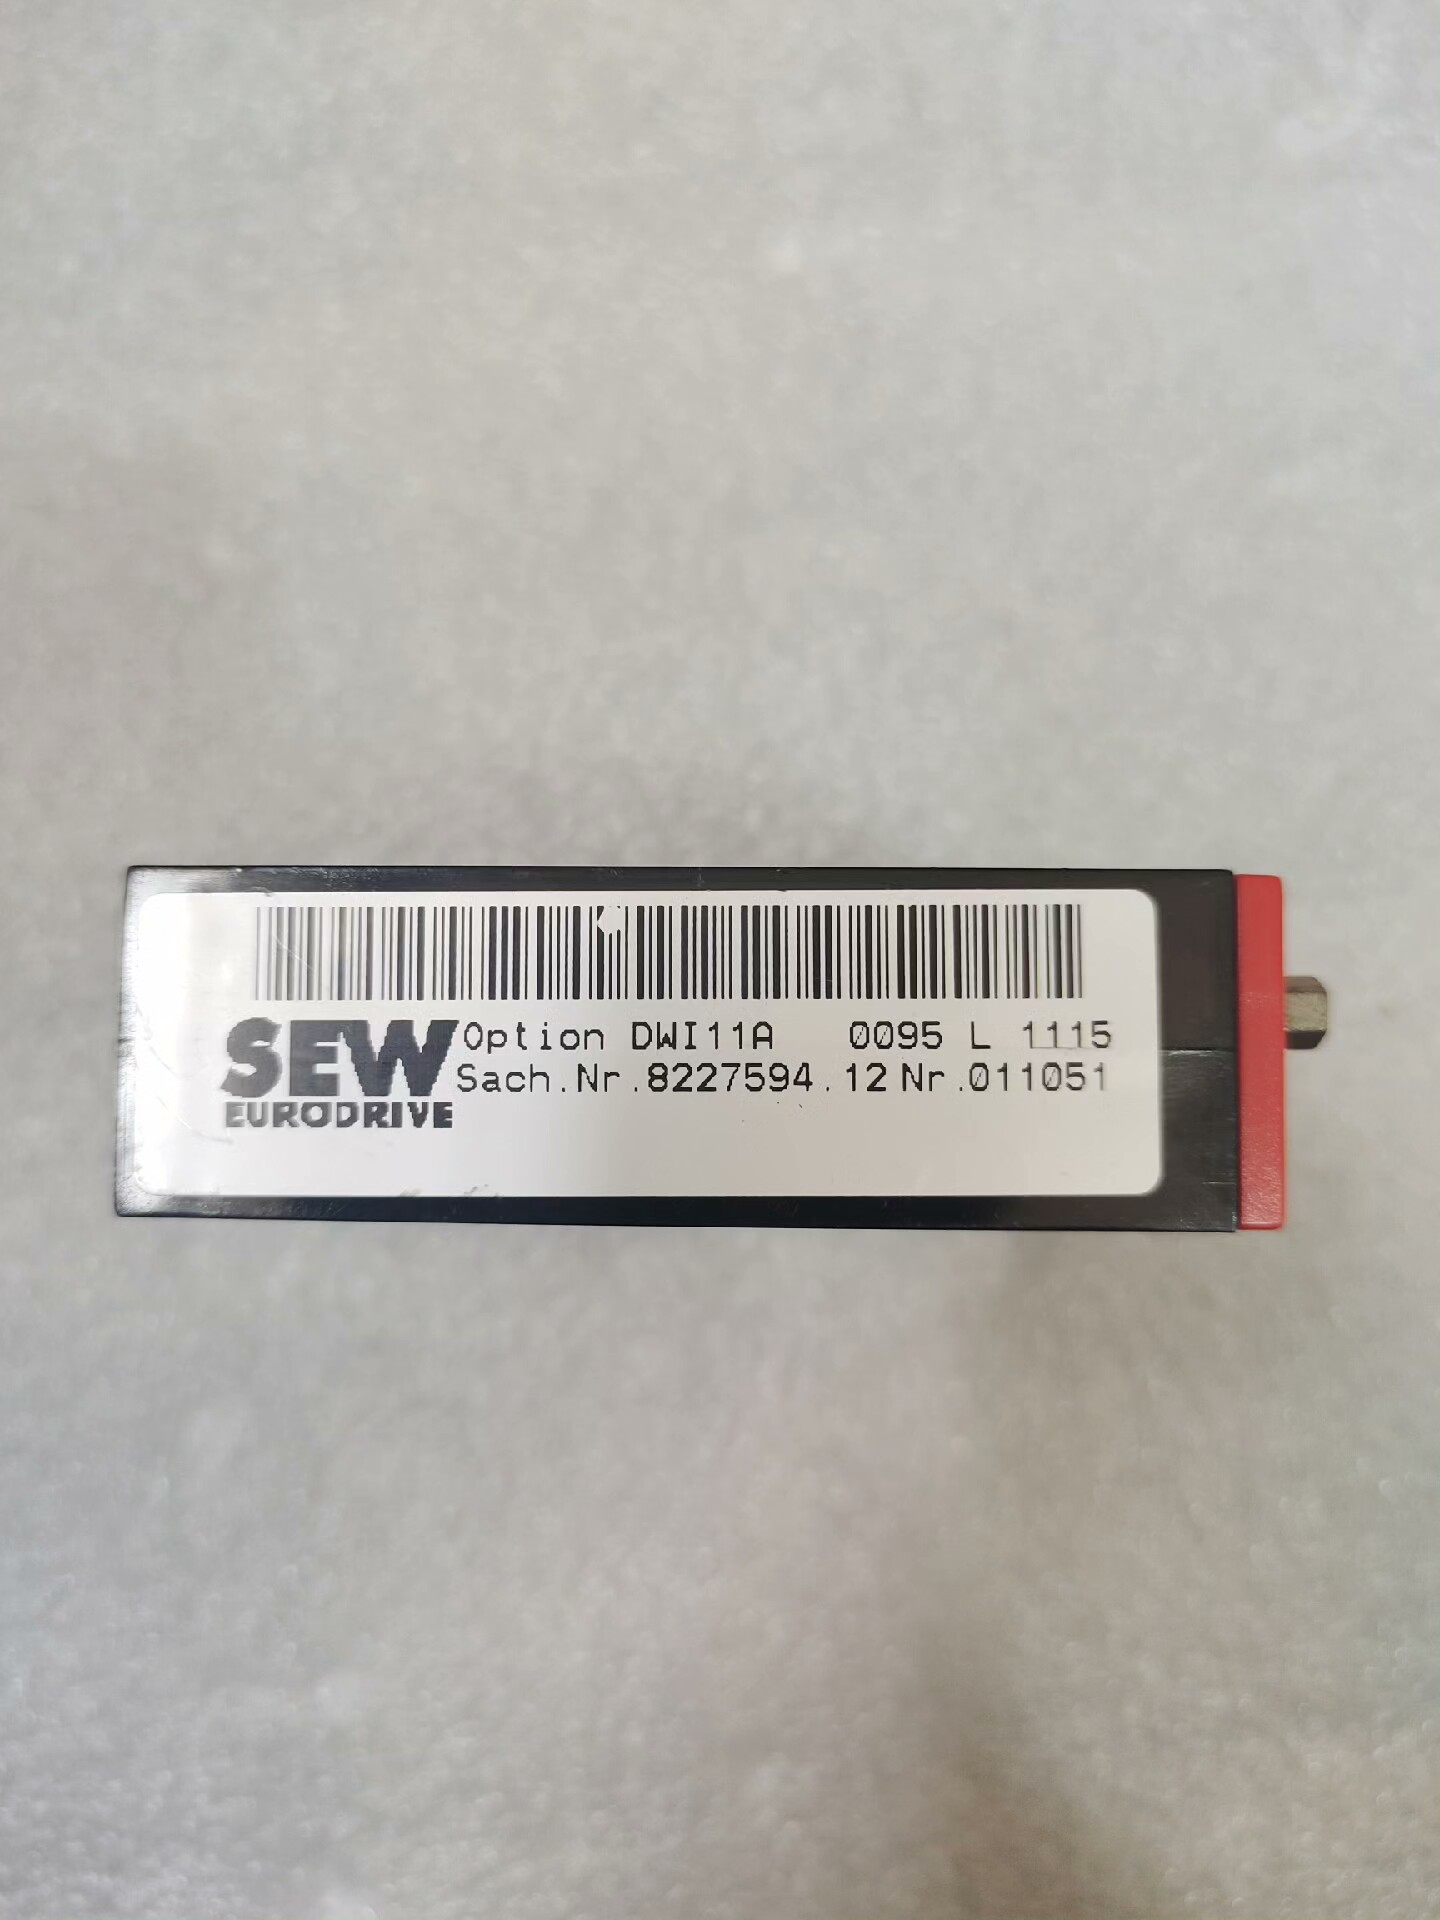 SEW
EURODRIVE
Option DWI11A 0095 L 1115
Sach.Nr.8227594.12 Nr.011051